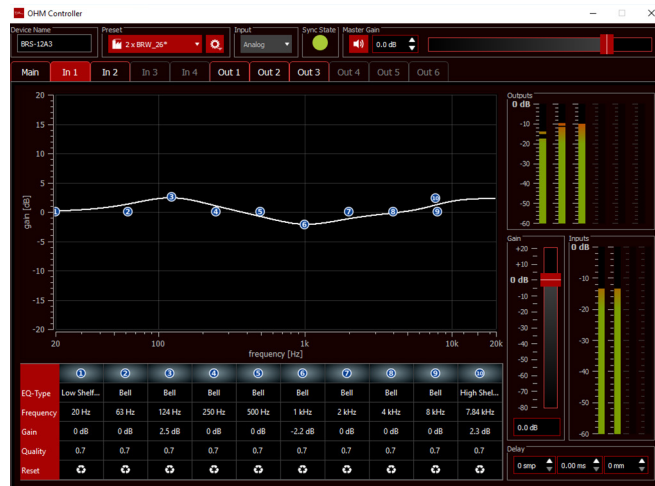 OHM Controller
Device Name Preset Input Sync State Master Gain
BRS-12A3 2 x BRW_26* Analog 0.0 dB
Main In 1 In 2 In 3 In 4 Out 1 Out 2 Out 3 Out 4 Out 5 Out 6
gain [dB]
20
15
10
5
0
-5
-10
-15
-20
1 2 3 4 5 6 7 8 9 10
20 100 1k 10k 20k
frequency [Hz]
1 2 3 4 5 6 7 8 9 10
EQ-Type Low Shelf... Bell Bell Bell Bell Bell Bell Bell Bell High Shel...
Frequency 20 Hz 63 Hz 124 Hz 250 Hz 500 Hz 1 kHz 2 kHz 4 kHz 8 kHz 7.84 kHz
Gain 0 dB 0 dB 2.5 dB 0 dB 0 dB -2.2 dB 0 dB 0 dB 0 dB 2.3 dB
Quality 0.7 0.7 0.7 0.7 0.7 0.7 0.7 0.7 0.7 0.7
Reset
Outputs
0 dB
-10
-20
-30
-40
-50
-60
Gain
+20
+10
0 dB
-10
-20
-30
-40
-50
-60
-70
-80
0.0 dB
Inputs
0 dB
-10
-20
-30
-40
-50
-60
Delay
0 smp 0.00 ms 0 mm